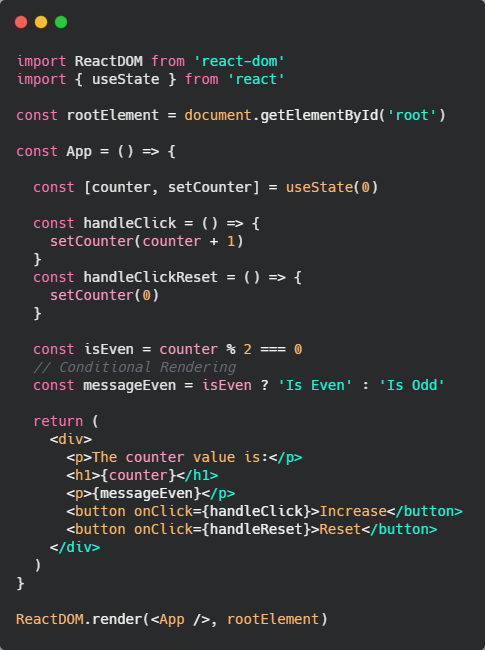 import ReactDOM from 'react-dom'
import { useState } from 'react'
const rootElement = document.getElementById('root')
const App = () => {
const [counter, setCounter] = useState(0)
const handleClick = () => {
setCounter(counter + 1)
}
const handleClickReset = () => {
setCounter(0)
}
const isEven = counter % 2 === 0
// Conditional Rendering
const messageEven = isEven ? 'Is Even' : 'Is Odd'
return (
<div>
<p>The counter value is:</p>
<h1>{counter}</h1>
<p>{messageEven}</p>
<button onClick={handleClick}>Increase</button>
<button onClick={handleReset}>Reset</button>
</div>
)
}
ReactDOM.render(<App />, rootElement)